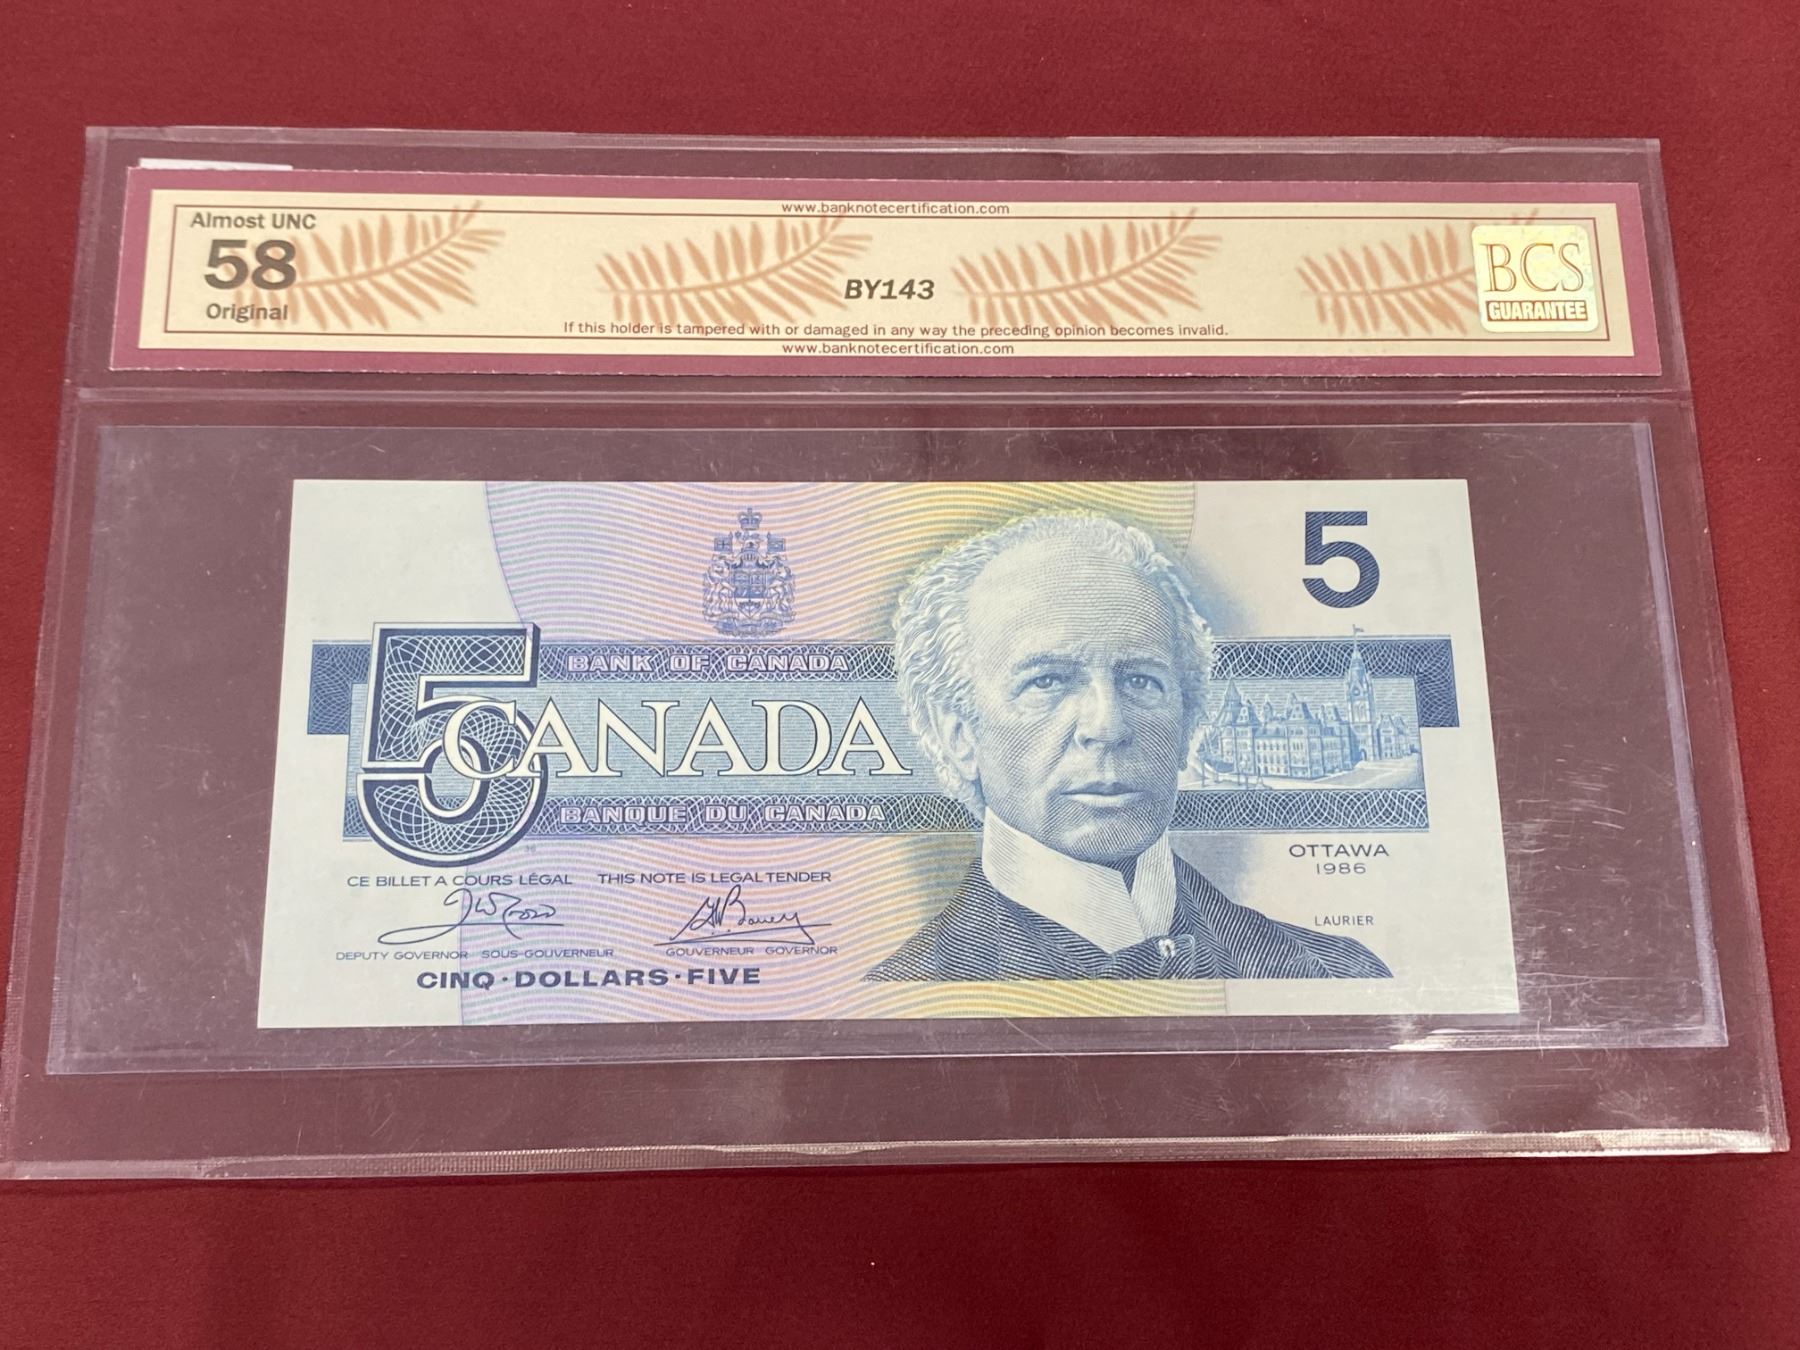 www.banknotecertification.com
Almost UNC
58
Original
BY143
BCS
GUARANTEE
If this holder is tampered with or damaged in any way the preceding opinion becomes invalid.
www.banknotecertification.com
5
BANK OF CANADA
5 CANADA
BANQUE DU CANADA
OTTAWA
1986
CE BILLET A COURS LÉGAL THIS NOTE IS LEGAL TENDER
LAURIER
DEPUTY GOVERNOR SOUS-GOUVERNEUR GOUVERNEUR GOVERNOR
CINQ·DOLLARS·FIVE